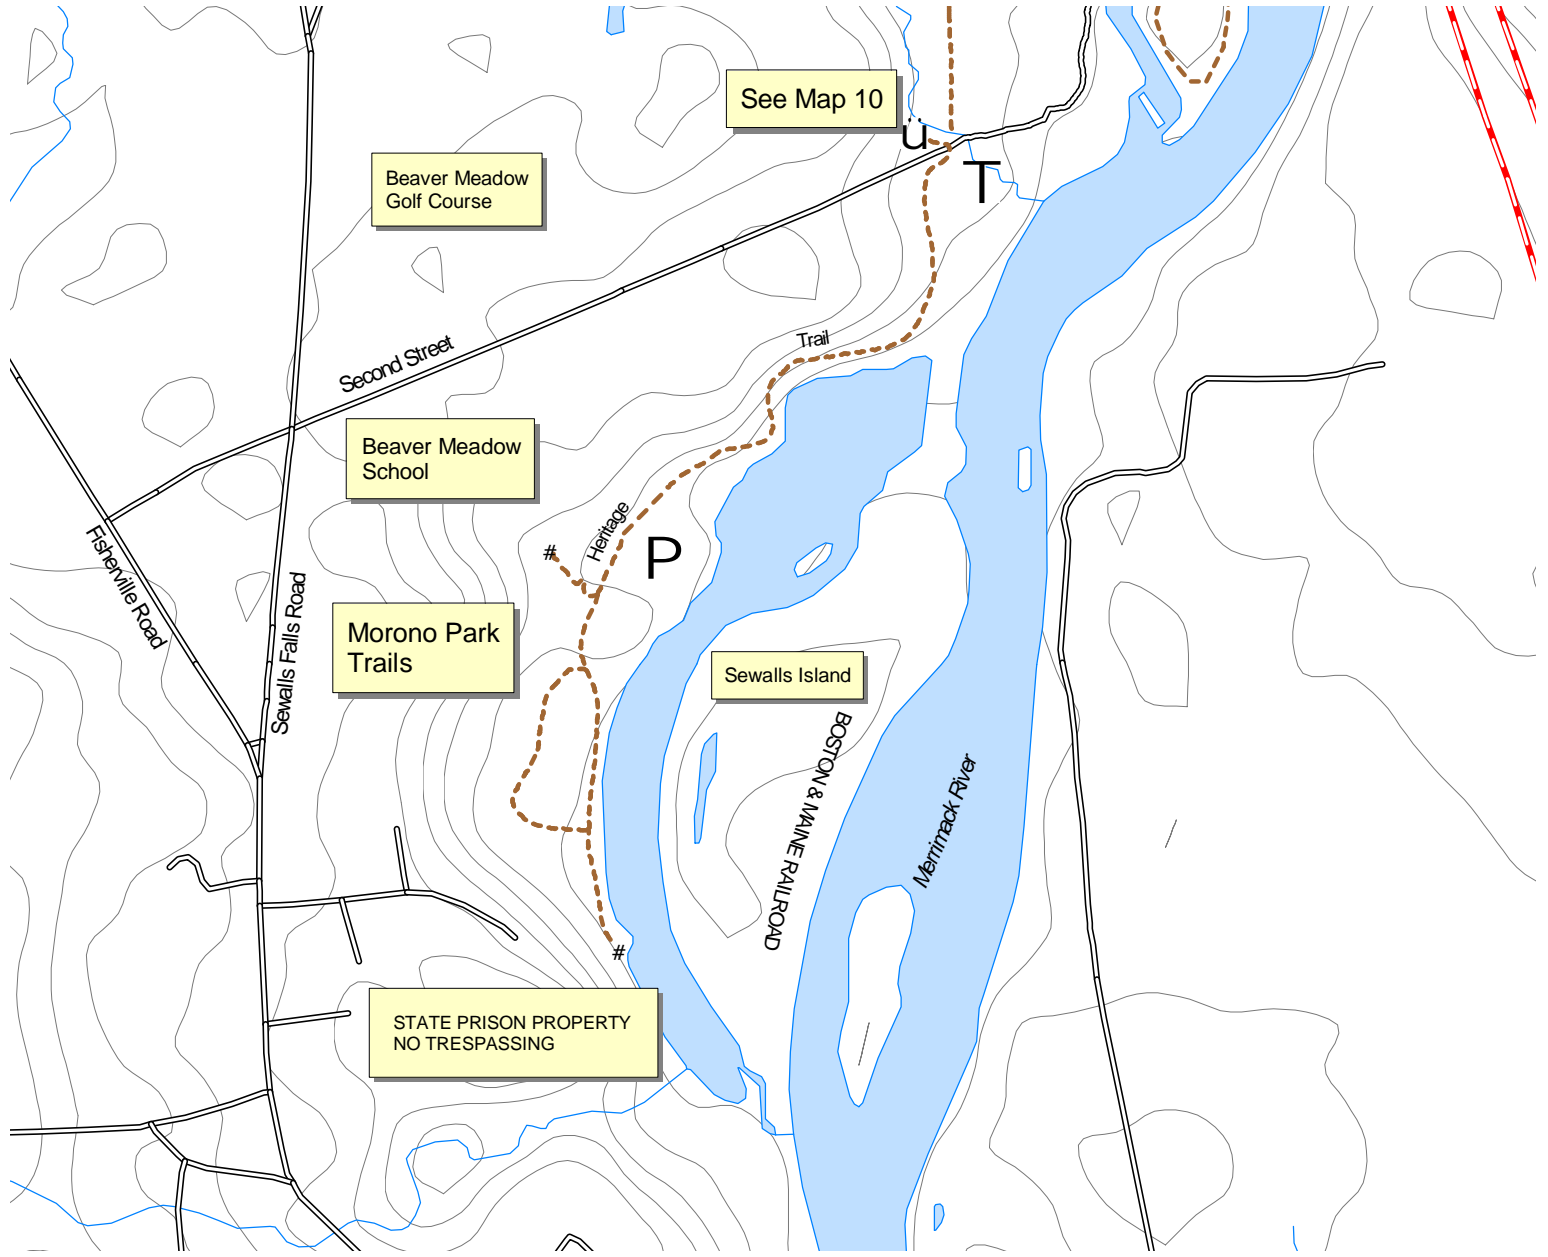 See Map 10
ü
T
Beaver Meadow
Golf Course
Trail
Second Street
Beaver Meadow
School
Heritage
P
#
Fisherville Road
Sewalls Falls Road
Morono Park
Trails
Sewalls Island
BOSTON & MAINE RAILROAD
Merrimack River
#
STATE PRISON PROPERTY
NO TRESPASSING